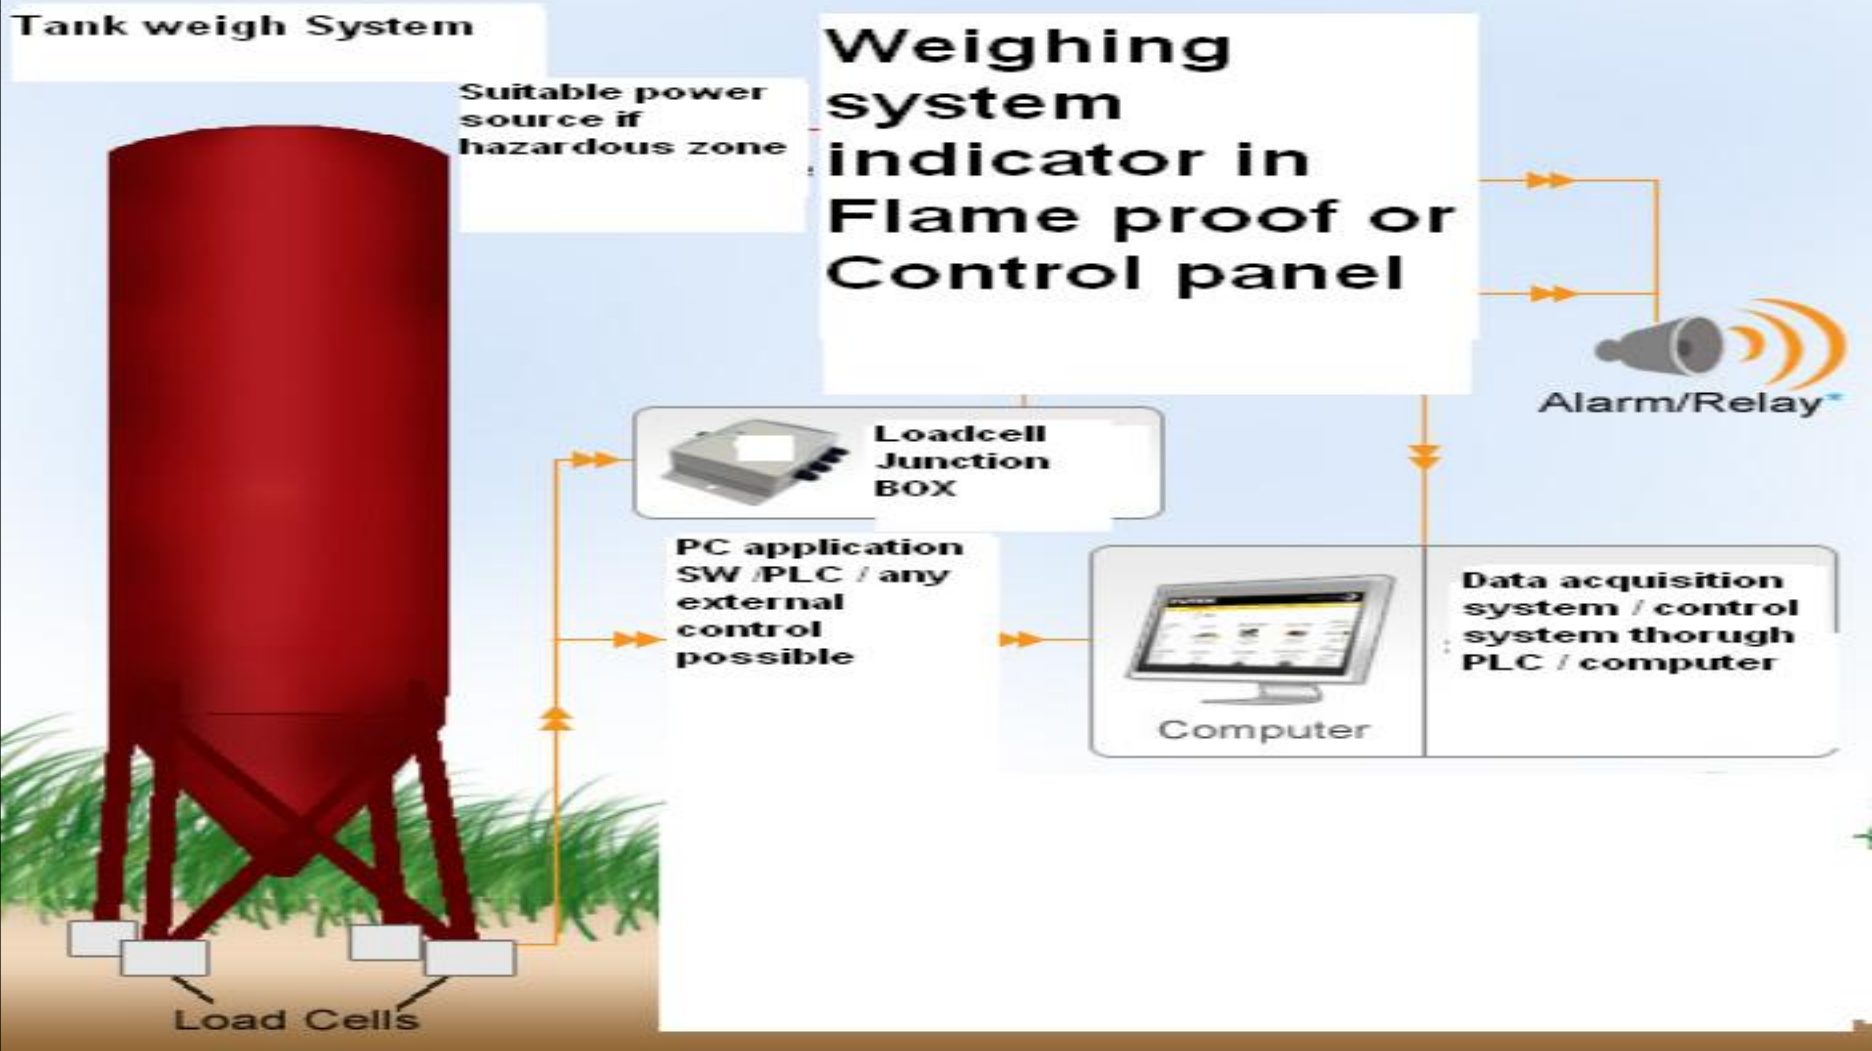 Tank weigh System
Suitable power
source if
hazardous zone
Weighing
system
indicator in
Flame proof or
Control panel
Alarm/Relay*
Loadcell
Junction
BOX
PC application
SW /PLC / any
external
control
possible
Computer
Data acquisition
system / control
: system thorugh
PLC / computer
Load Cells